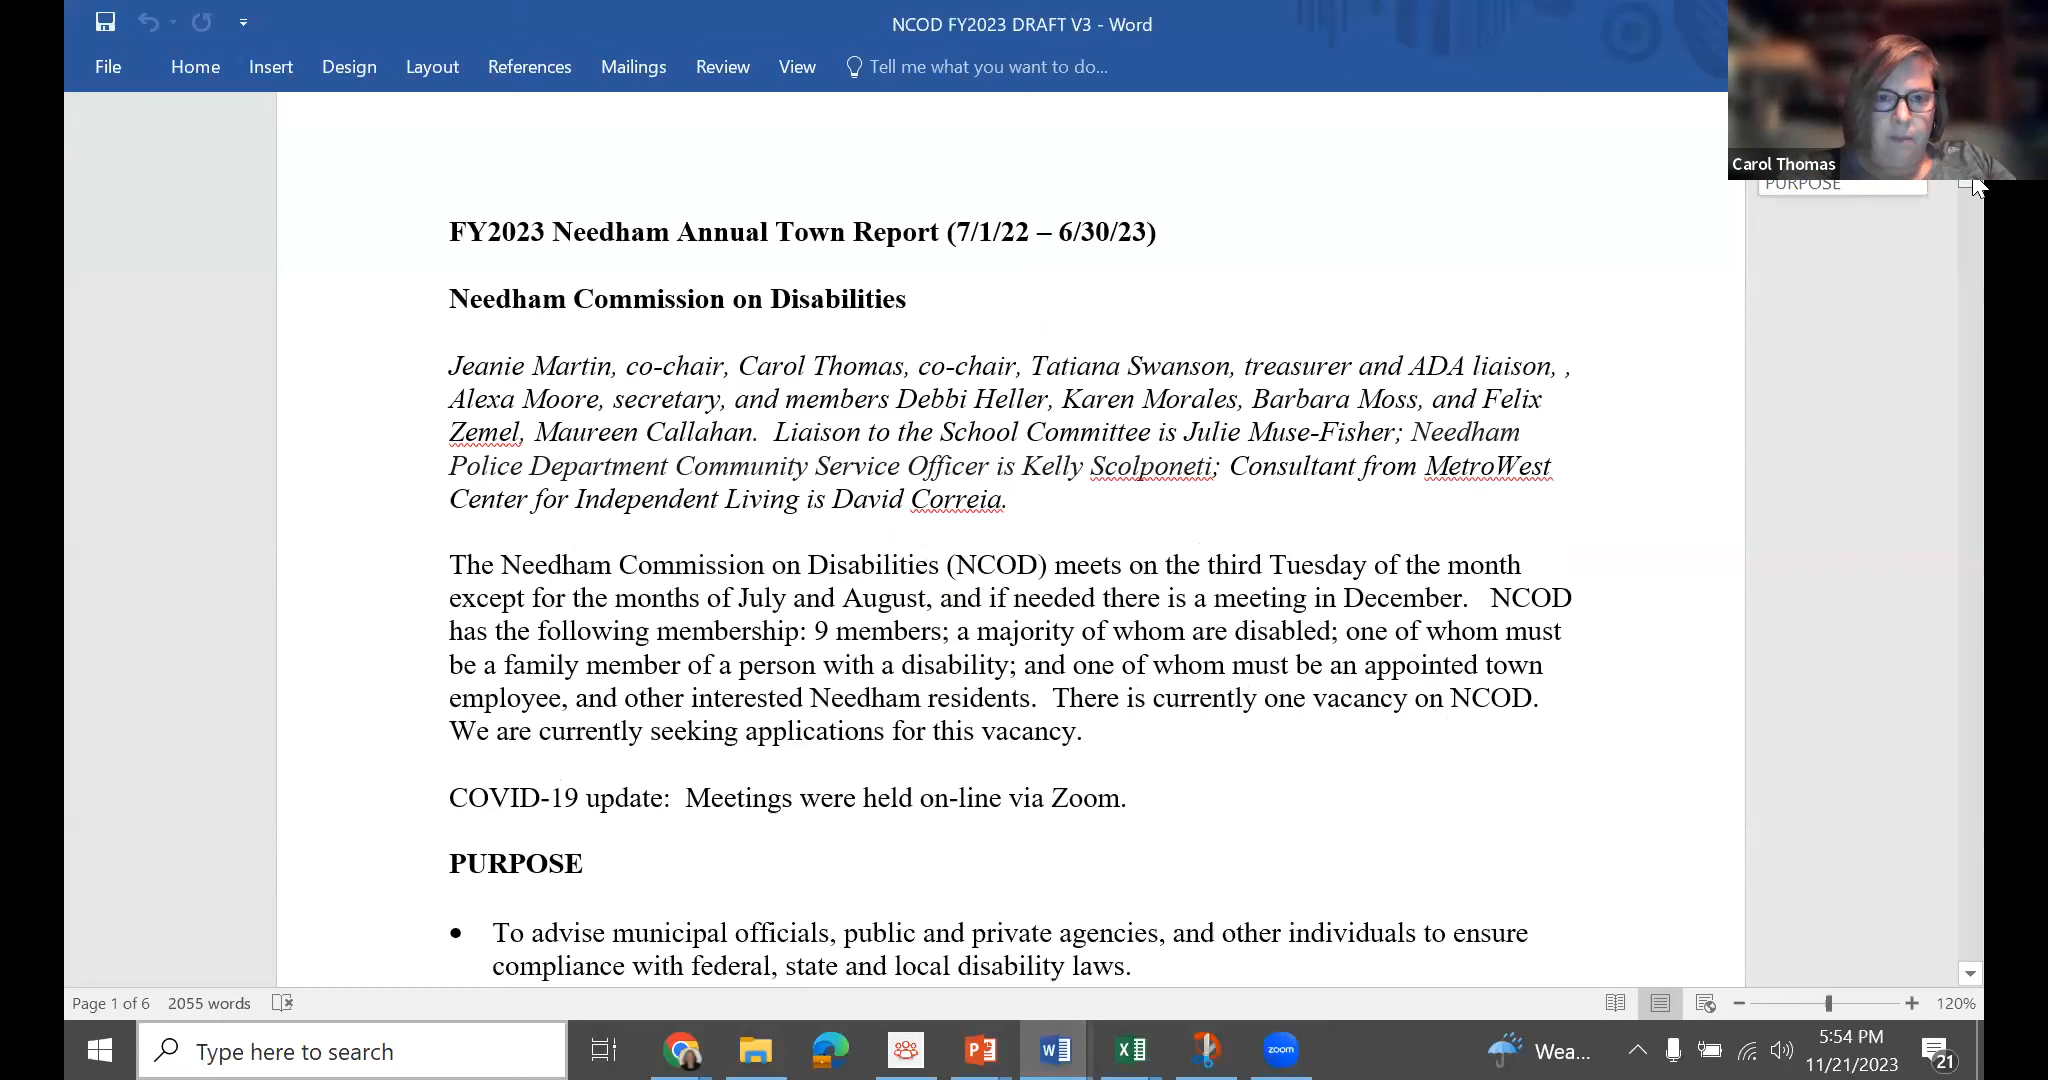 NCOD FY2023 DRAFT V3 - Word
File Home Insert Design Layout References Mailings Review View Tell me what you want to do...
Carol Thomas
PURPOSE
FY2023 Needham Annual Town Report (7/1/22 – 6/30/23)
Needham Commission on Disabilities
Jeanie Martin, co-chair, Carol Thomas, co-chair, Tatiana Swanson, treasurer and ADA liaison, ,
Alexa Moore, secretary, and members Debbi Heller, Karen Morales, Barbara Moss, and Felix
Zemel, Maureen Callahan.  Liaison to the School Committee is Julie Muse-Fisher; Needham
Police Department Community Service Officer is Kelly Scolponeti; Consultant from MetroWest
Center for Independent Living is David Correia.
The Needham Commission on Disabilities (NCOD) meets on the third Tuesday of the month
except for the months of July and August, and if needed there is a meeting in December.   NCOD
has the following membership: 9 members; a majority of whom are disabled; one of whom must
be a family member of a person with a disability; and one of whom must be an appointed town
employee, and other interested Needham residents.  There is currently one vacancy on NCOD.
We are currently seeking applications for this vacancy.
COVID-19 update:  Meetings were held on-line via Zoom.
PURPOSE
• To advise municipal officials, public and private agencies, and other individuals to ensure
compliance with federal, state and local disability laws.
Page 1 of 6 2055 words 120%
Type here to search zoom Wea... 5:54 PM 21
11/21/2023